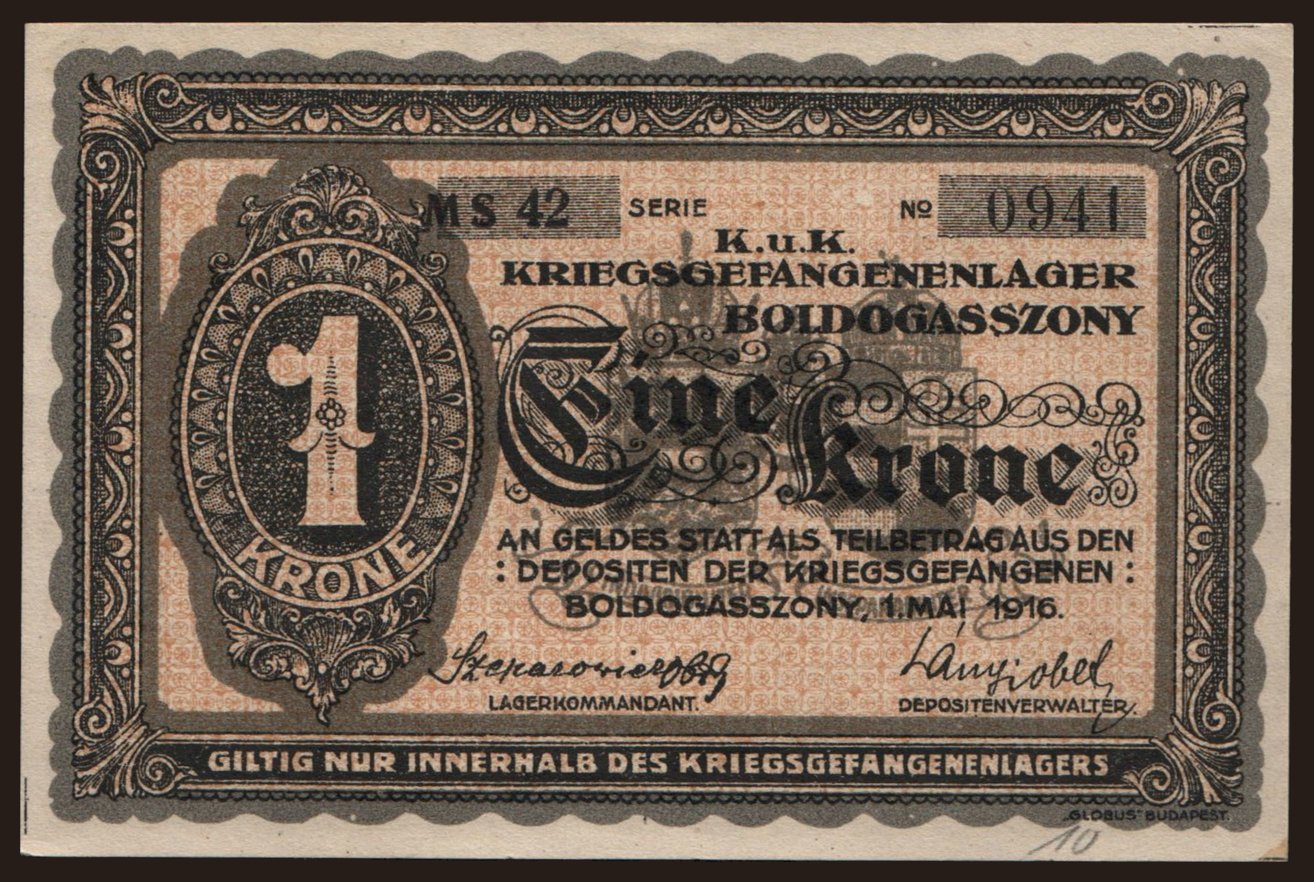 MS 42 SERIE № 0941
K.u.K.
KRIEGSGEFANGENENLAGER
BOLDOGASSZONY
Eine
Krone
1
KRONE
AN GELDES STATT ALS TEILBETRAG AUS DEN
: DEPOSITEN DER KRIEGSGEFANGENEN :
BOLDOGASSZONY, 1. MAI 1916.
LAGERKOMMANDANT. DEPOSITENVERWALTER.
GILTIG NUR INNERHALB DES KRIEGSGEFANGENENLAGERS
„GLOBUS" BUDAPEST.
10